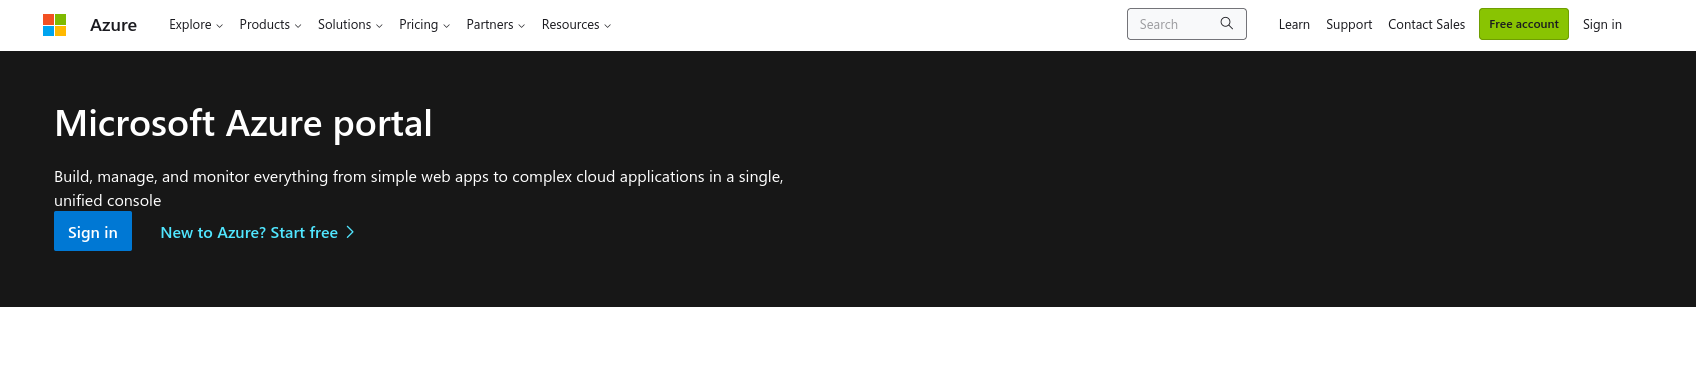 Azure Explore Products Solutions Pricing Partners Resources Search Learn Support Contact Sales Free account Sign in
Microsoft Azure portal
Build, manage, and monitor everything from simple web apps to complex cloud applications in a single,
unified console
Sign in New to Azure? Start free